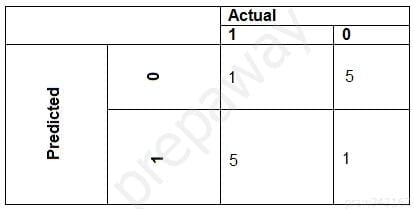 Actual
1 0
Predicted
0 1 5
1 5 1
prepaway